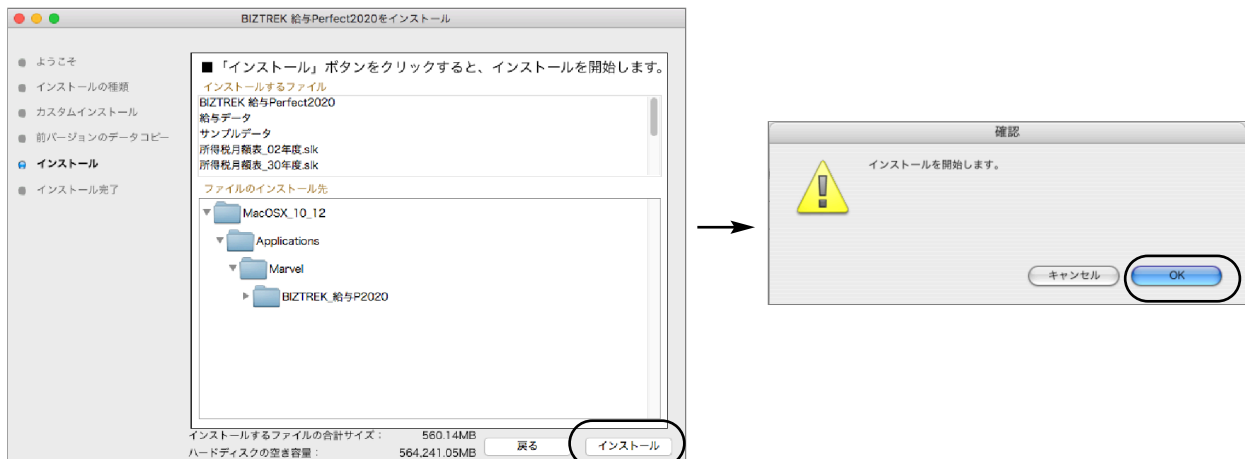 BIZTREK 給与Perfect2020をインストール
ようこそ
インストールの種類
カスタムインストール
前バージョンのデータコピー
インストール
インストール完了
■「インストール」ボタンをクリックすると、インストールを開始します。
インストールするファイル
BIZTREK 給与Perfect2020
給与データ
サンプルデータ
所得税月額表_02年度.slk
所得税月額表_30年度.slk
ファイルのインストール先
MacOSX_10_12
Applications
Marvel
BIZTREK_給与P2020
インストールするファイルの合計サイズ： 560.14MB
ハードディスクの空き容量： 564,241.05MB
戻る
インストール
確認
インストールを開始します。
キャンセル
OK